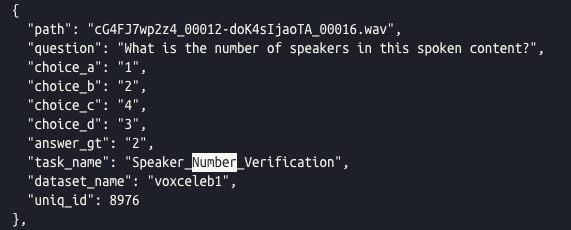 {
"path": "cG4FJ7wp2z4_00012-doK4sIjaoTA_00016.wav",
"question": "What is the number of speakers in this spoken content?",
"choice_a": "1",
"choice_b": "2",
"choice_c": "4",
"choice_d": "3",
"answer_gt": "2",
"task_name": "Speaker_Number_Verification",
"dataset_name": "voxceleb1",
"uniq_id": 8976
},